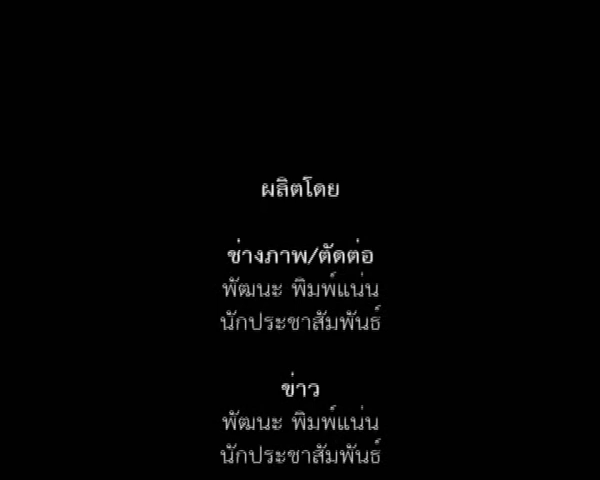 ผลิตโดย
ช่างภาพ/ตัดต่อ
พัฒนะ พิมพ์แน่น
นักประชาสัมพันธ์
ข่าว
พัฒนะ พิมพ์แน่น
นักประชาสัมพันธ์